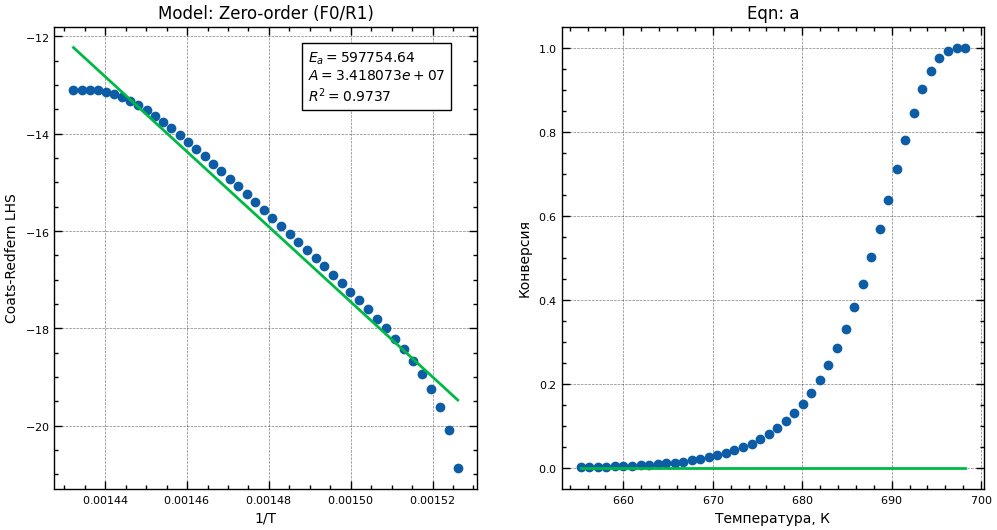 Model: Zero-order (F0/R1)
Coats-Redfern LHS
−12
−14
−16
−18
−20
E_a = 597754.64
A = 3.418073e + 07
R^2 = 0.9737
0.00144
0.00146
0.00148
0.00150
0.00152
1/T
Eqn: a
Конверсия
1.0
0.8
0.6
0.4
0.2
0.0
660
670
680
690
700
Температура, К